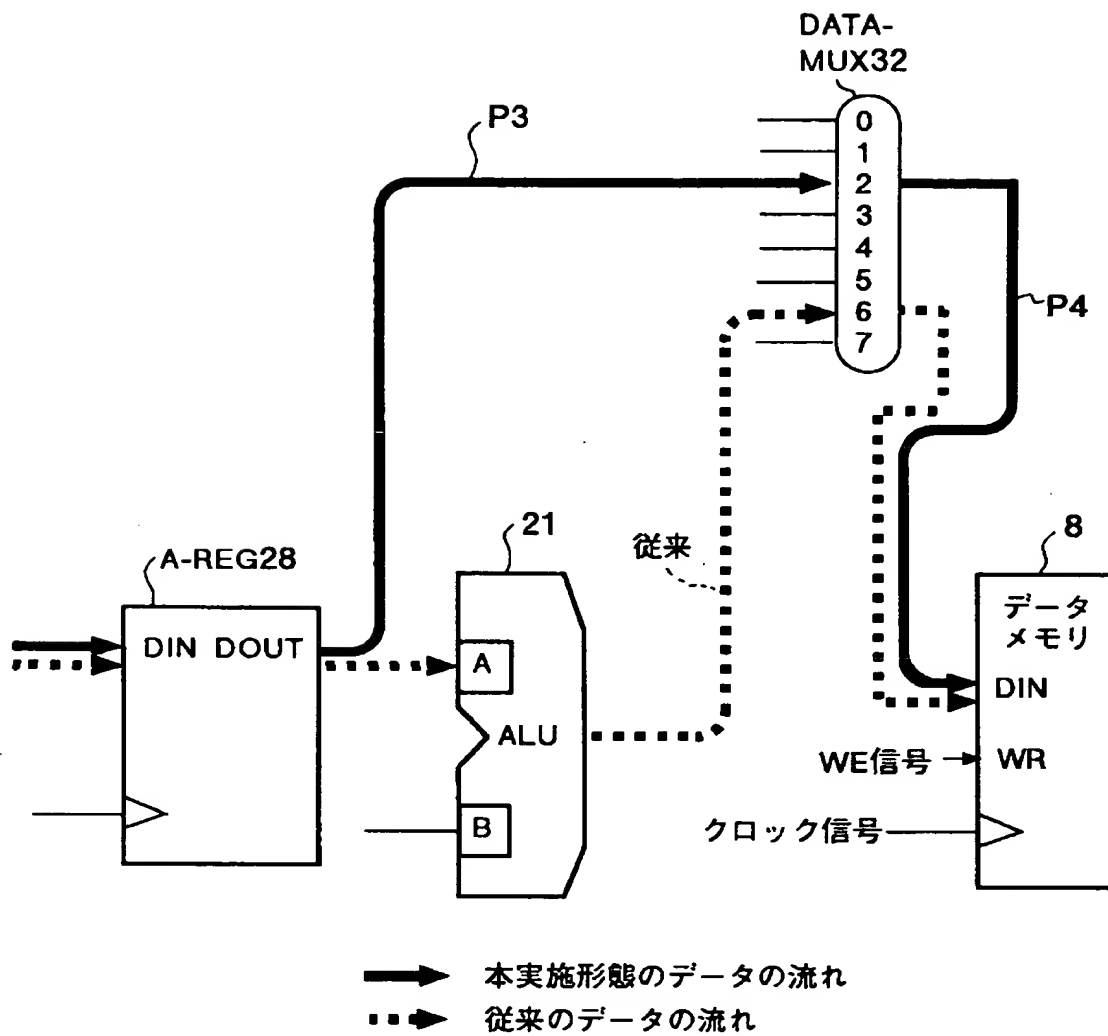 DATA-
MUX32
P3
0
1
2
3
4
5
6
7
P4
従来
21
8
A-REG28
DIN DOUT
A
ALU
B
データ
メモリ
DIN
WE信号
WR
クロック信号
本実施形態のデータの流れ
従来のデータの流れ